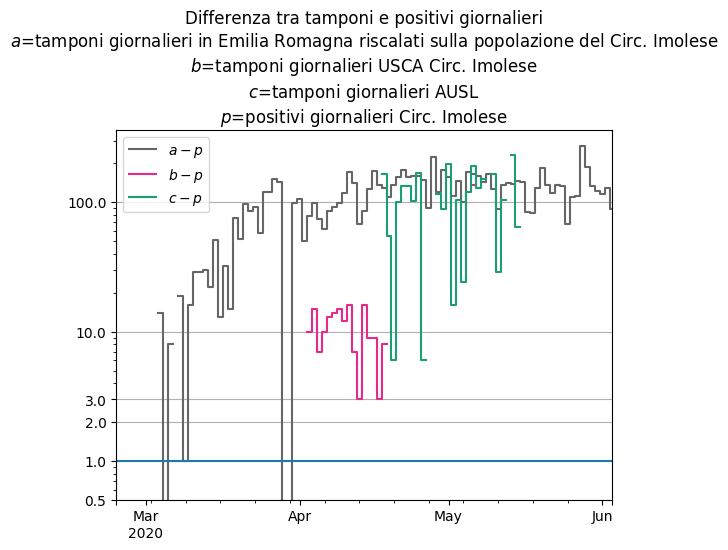 Differenza tra tamponi e positivi giornalieri
a=tamponi giornalieri in Emilia Romagna riscalati sulla popolazione del Circ. Imolese
b=tamponi giornalieri USCA Circ. Imolese
c=tamponi giornalieri AUSL
p=positivi giornalieri Circ. Imolese
a − p
b − p
c − p
100.0
10.0
3.0
2.0
1.0
0.5
Mar Apr May Jun
2020